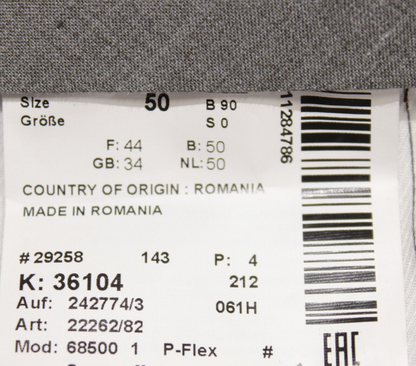 Size 50 B 90
Größe S 0
F: 44 B: 50
GB: 34 NL: 50
COUNTRY OF ORIGIN : ROMANIA
MADE IN ROMANIA
# 29258 143 P: 4
K: 36104 212
Auf: 242774/3 061H
Art: 22262/82
Mod: 68500 1 P-Flex #
11284786
EAC